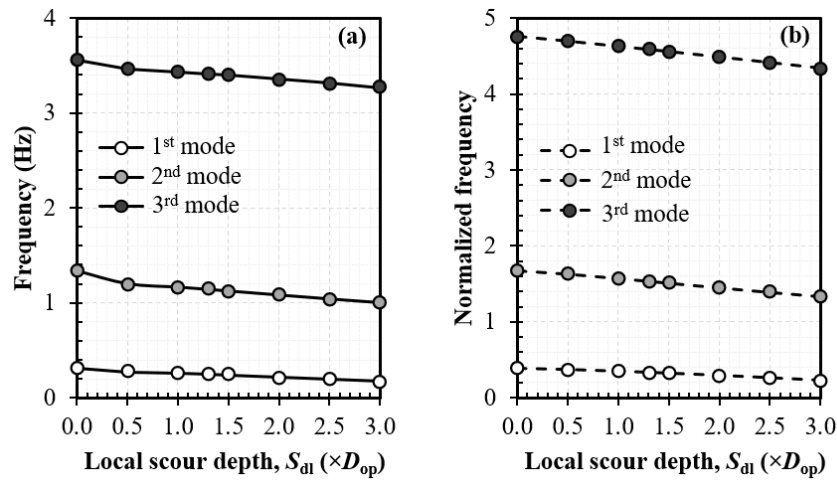 (a)
4
3
2
1
0
Frequency (Hz)
1st mode
2nd mode
3rd mode
0.0 0.5 1.0 1.5 2.0 2.5 3.0
Local scour depth, Sdl (×Dop)
(b)
5
4
3
2
1
0
Normalized frequency
1st mode
2nd mode
3rd mode
0.0 0.5 1.0 1.5 2.0 2.5 3.0
Local scour depth, Sdl (×Dop)